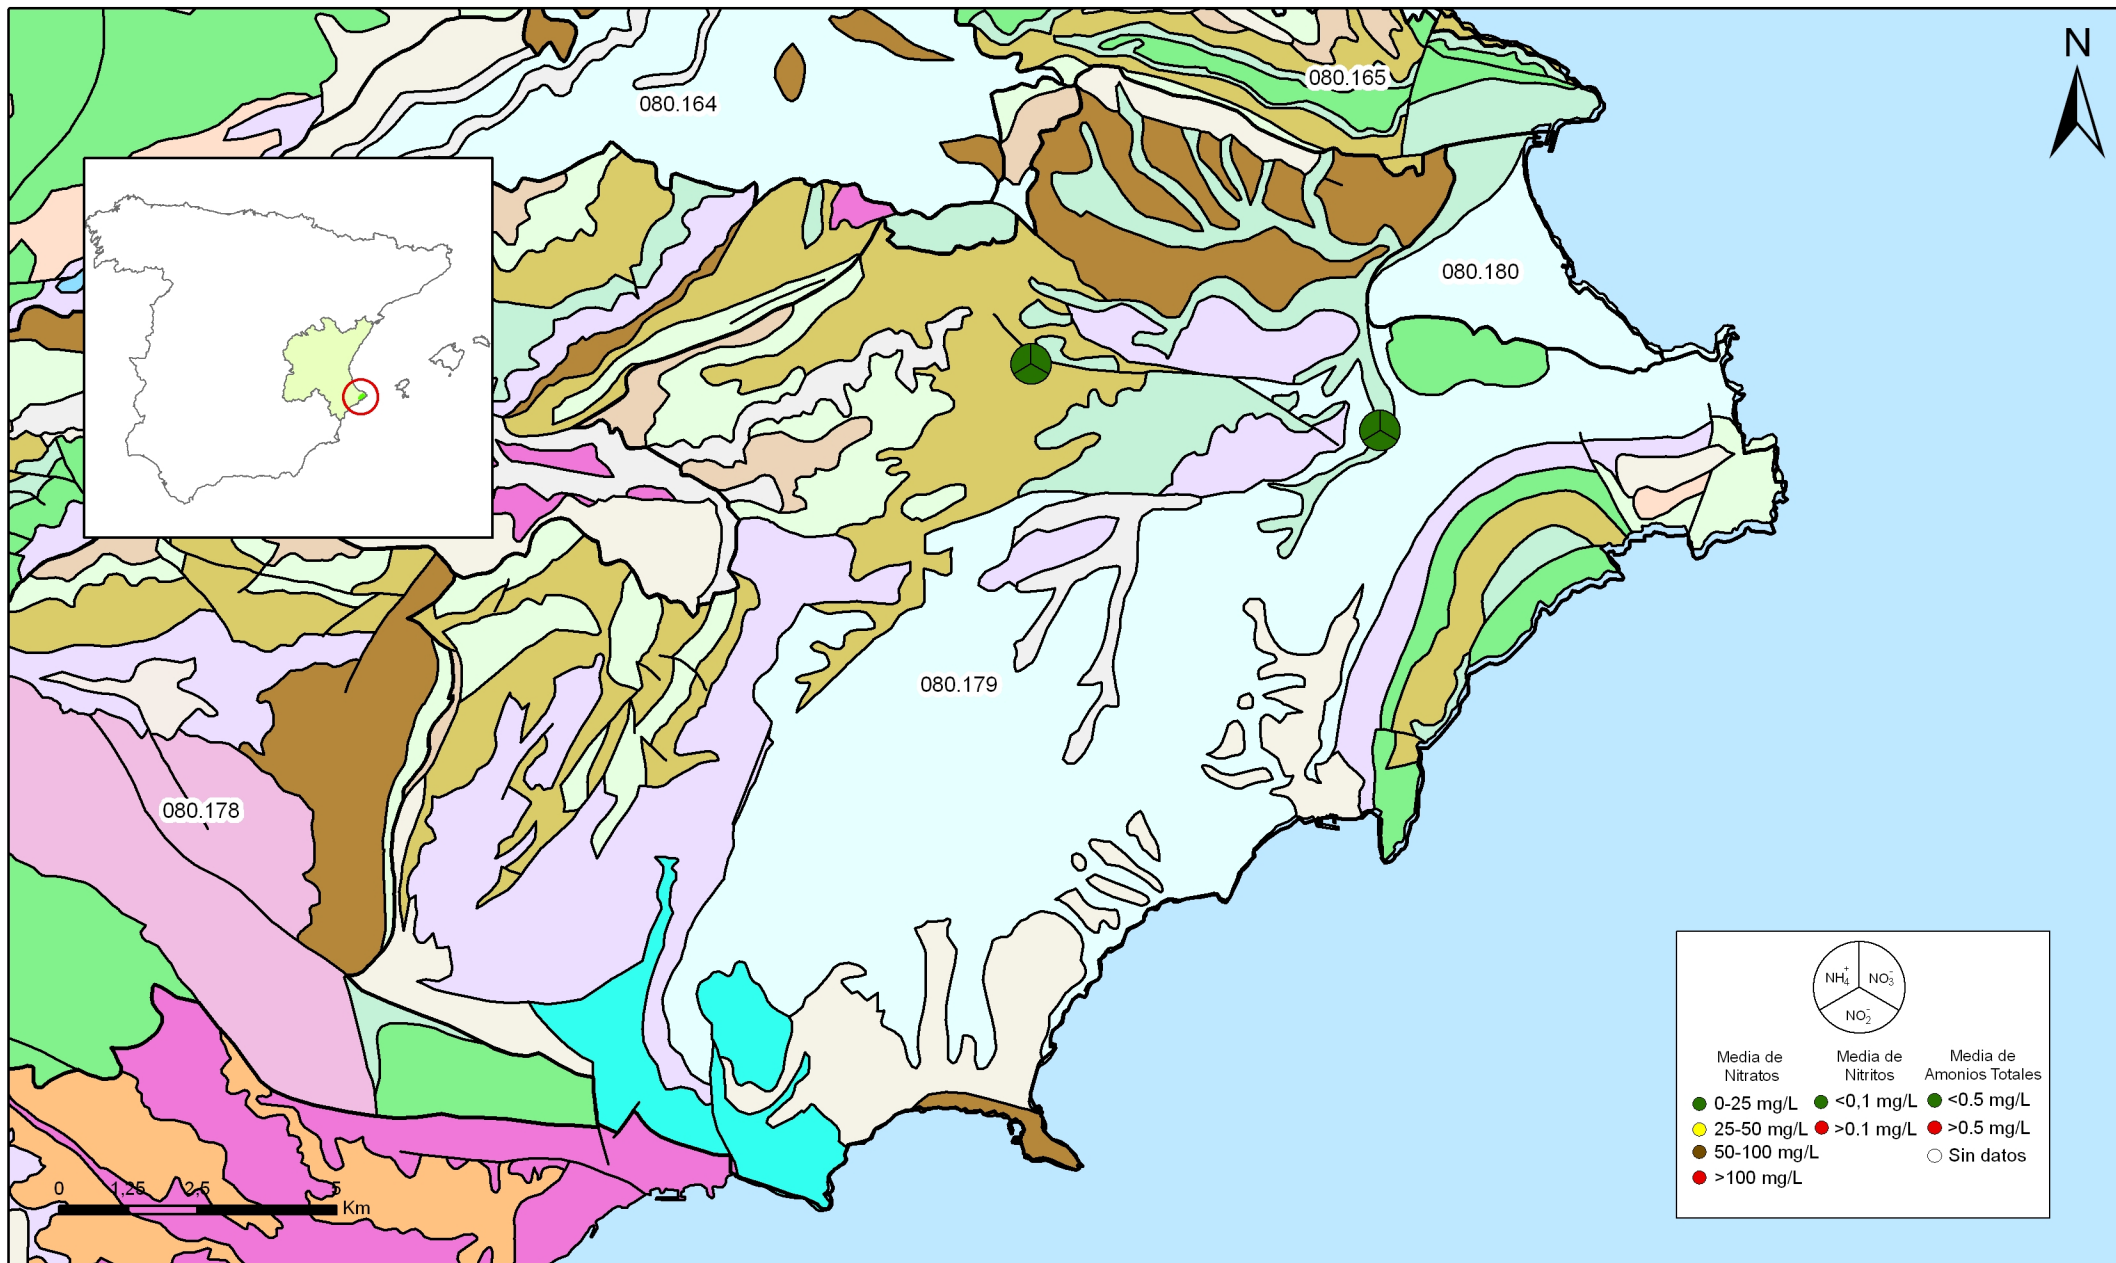 N
080.165
080.164
080.180
080.179
080.178
NH4+ NO3-
NO2-
Media de Nitratos
Media de Nitritos
Media de Amonios Totales
0-25 mg/L
<0,1 mg/L
<0.5 mg/L
25-50 mg/L
>0.1 mg/L
>0.5 mg/L
50-100 mg/L
Sin datos
>100 mg/L
0 1,25 2,5 5
Km